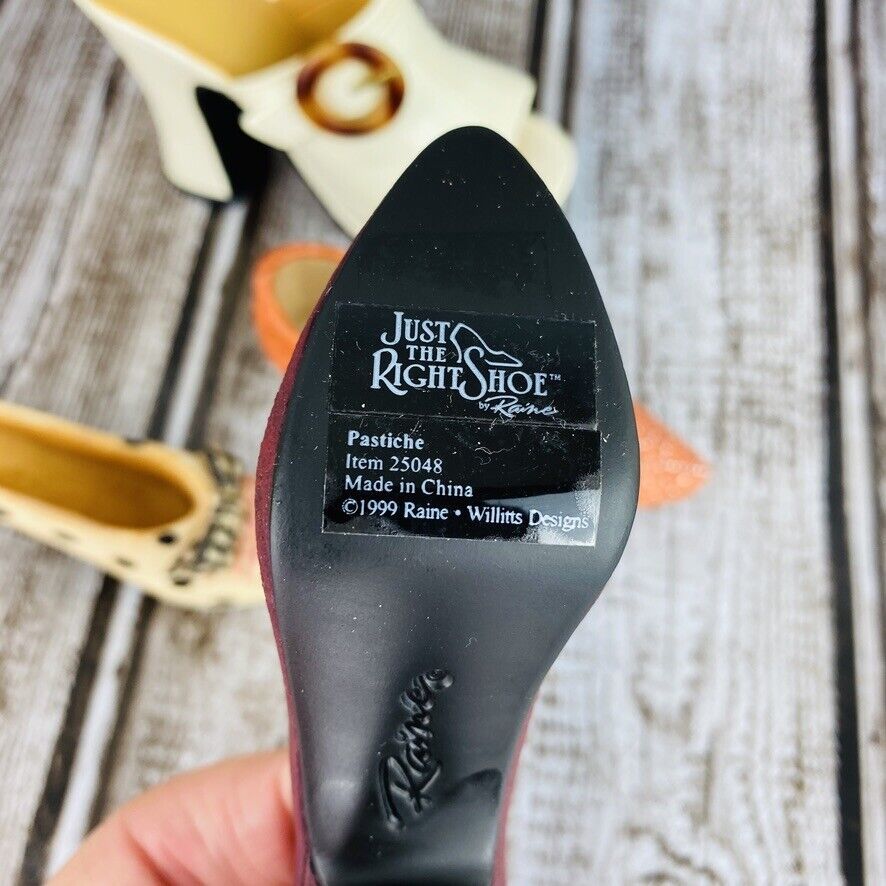 JUST
THE
RIGHT SHOE™
by Raine
Pastiche
Item 25048
Made in China
©1999 Raine • Willitts Designs
Raine©